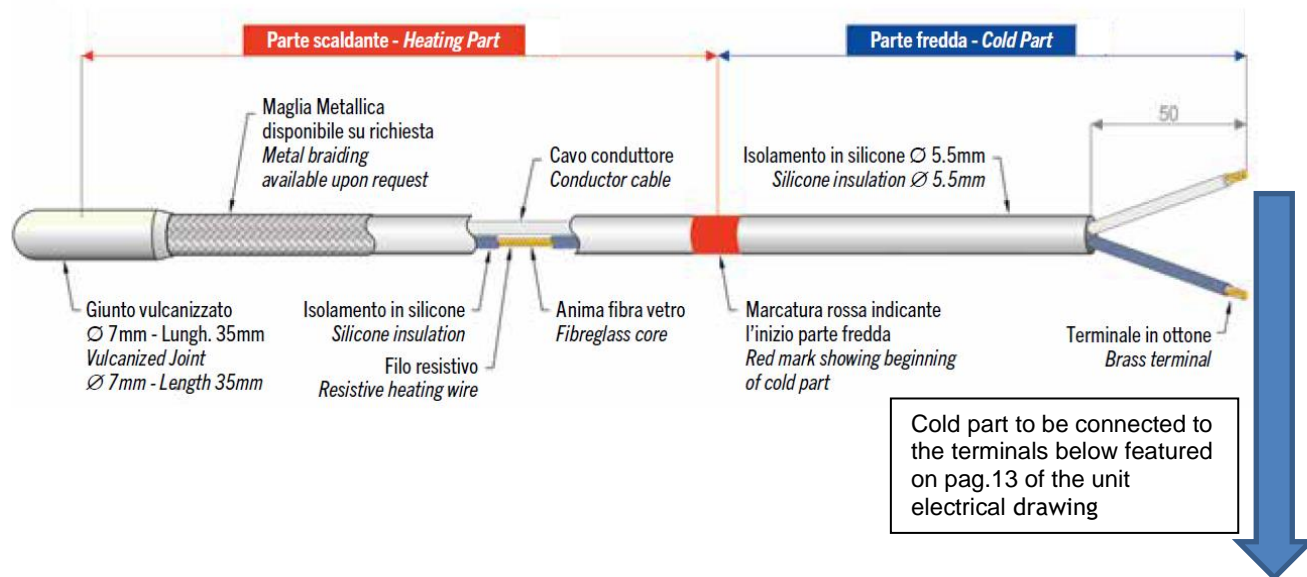 Parte scaldante - Heating Part
Parte fredda - Cold Part
50
Maglia Metallica
disponibile su richiesta
Metal braiding
available upon request
Cavo conduttore
Conductor cable
Isolamento in silicone Ø 5.5mm
Silicone insulation Ø 5.5mm
Giunto vulcanizzato
Ø 7mm - Lungh. 35mm
Vulcanized Joint
Ø 7mm - Length 35mm
Isolamento in silicone
Silicone insulation
Filo resistivo
Resistive heating wire
Anima fibra vetro
Fibreglass core
Marcatura rossa indicante
l'inizio parte fredda
Red mark showing beginning
of cold part
Terminale in ottone
Brass terminal
Cold part to be connected to
the terminals below featured
on pag.13 of the unit
electrical drawing